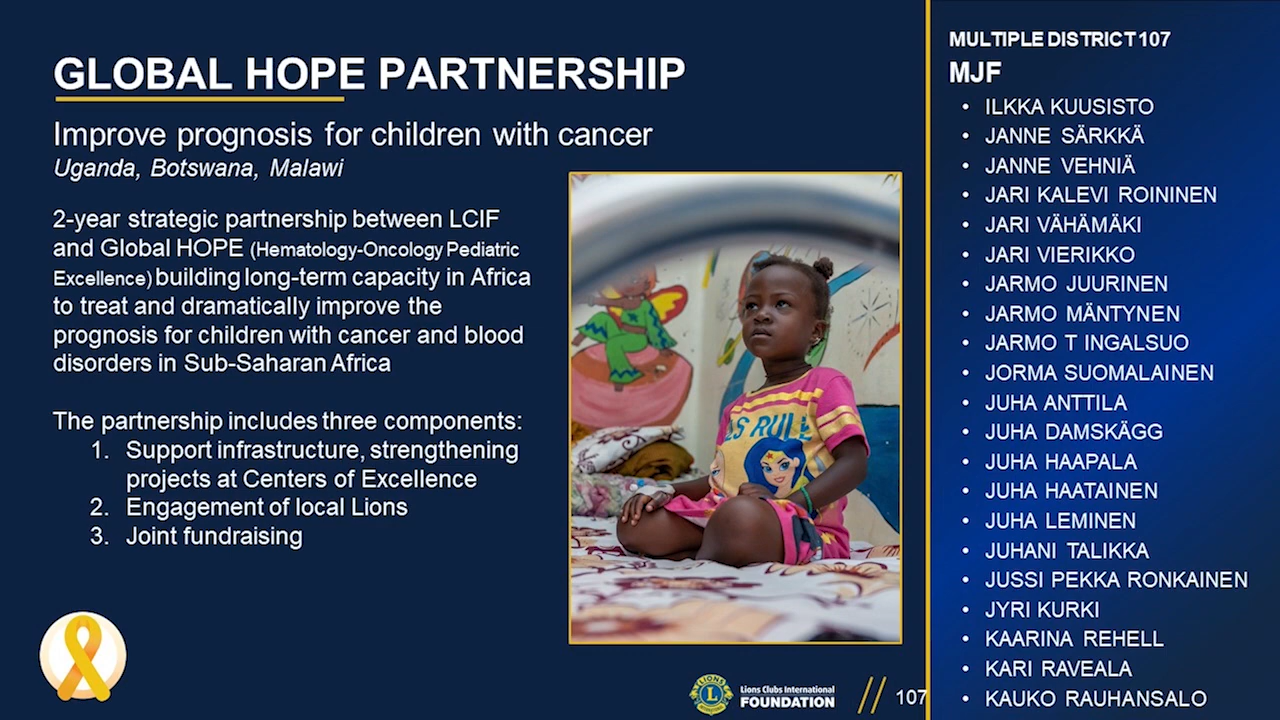 GLOBAL HOPE PARTNERSHIP
Improve prognosis for children with cancer
Uganda, Botswana, Malawi
2-year strategic partnership between LCIF
and Global HOPE (Hematology-Oncology Pediatric
Excellence) building long-term capacity in Africa
to treat and dramatically improve the
prognosis for children with cancer and blood
disorders in Sub-Saharan Africa
The partnership includes three components:
1. Support infrastructure, strengthening
projects at Centers of Excellence
2. Engagement of local Lions
3. Joint fundraising
LS RULE
LIONS
L
INTERNATIONAL
Lions Clubs International
FOUNDATION
// 107
MULTIPLE DISTRICT 107
MJF
• ILKKA KUUSISTO
• JANNE SÄRKKÄ
• JANNE VEHNIÄ
• JARI KALEVI ROININEN
• JARI VÄHÄMÄKI
• JARI VIERIKKO
• JARMO JUURINEN
• JARMO MÄNTYNEN
• JARMO T INGALSUO
• JORMA SUOMALAINEN
• JUHA ANTTILA
• JUHA DAMSKÄGG
• JUHA HAAPALA
• JUHA HAATAINEN
• JUHA LEMINEN
• JUHANI TALIKKA
• JUSSI PEKKA RONKAINEN
• JYRI KURKI
• KAARINA REHELL
• KARI RAVEALA
• KAUKO RAUHANSALO